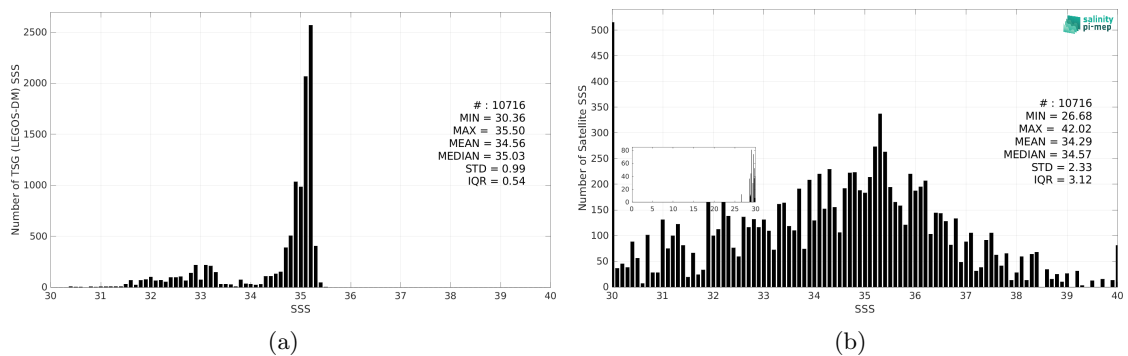 2500
2000
1500
1000
500
0
30 31 32 33 34 35 36 37 38 39 40
SSS
Number of TSG (LEGOS-DM) SSS
# : 10716
MIN = 30.36
MAX = 35.50
MEAN = 34.56
MEDIAN = 35.03
STD = 0.99
IQR = 0.54
(a)
salinity
pi-mep
500
450
400
350
300
250
200
150
100
50
0
30 31 32 33 34 35 36 37 38 39 40
SSS
Number of Satellite SSS
80
60
40
20
0
0 5 10 15 20 25 30
# : 10716
MIN = 26.68
MAX = 42.02
MEAN = 34.29
MEDIAN = 34.57
STD = 2.33
IQR = 3.12
(b)